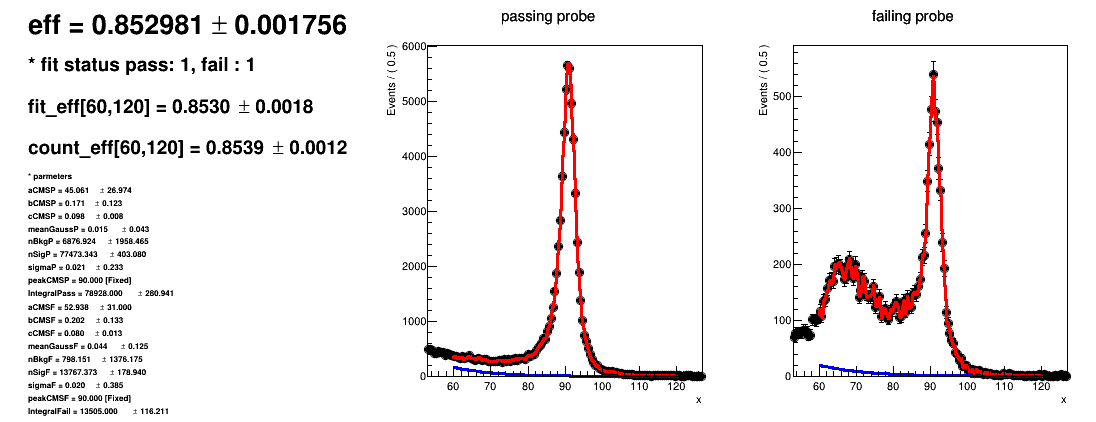 eff = 0.852981 ± 0.001756
* fit status pass: 1, fail : 1
fit_eff[60,120] = 0.8530 ± 0.0018
count_eff[60,120] = 0.8539 ± 0.0012
* parmeters
aCMSP = 45.061 ± 26.974
bCMSP = 0.171 ± 0.123
cCMSP = 0.098 ± 0.008
meanGaussP = 0.015 ± 0.043
nBkgP = 6876.924 ± 1958.465
nSigP = 77473.343 ± 403.080
sigmaP = 0.021 ± 0.233
peakCMSP = 90.000 [Fixed]
IntegralPass = 78928.000 ± 280.941
aCMSF = 52.938 ± 31.000
bCMSF = 0.202 ± 0.133
cCMSF = 0.080 ± 0.013
meanGaussF = 0.044 ± 0.125
nBkgF = 798.151 ± 1376.175
nSigF = 13767.373 ± 178.940
sigmaF = 0.020 ± 0.385
peakCMSF = 90.000 [Fixed]
IntegralFail = 13505.000 ± 116.211
passing probe
Events / ( 0.5 )
6000
5000
4000
3000
2000
1000
0
60 70 80 90 100 110 120
x
failing probe
Events / ( 0.5 )
500
400
300
200
100
0
60 70 80 90 100 110 120
x